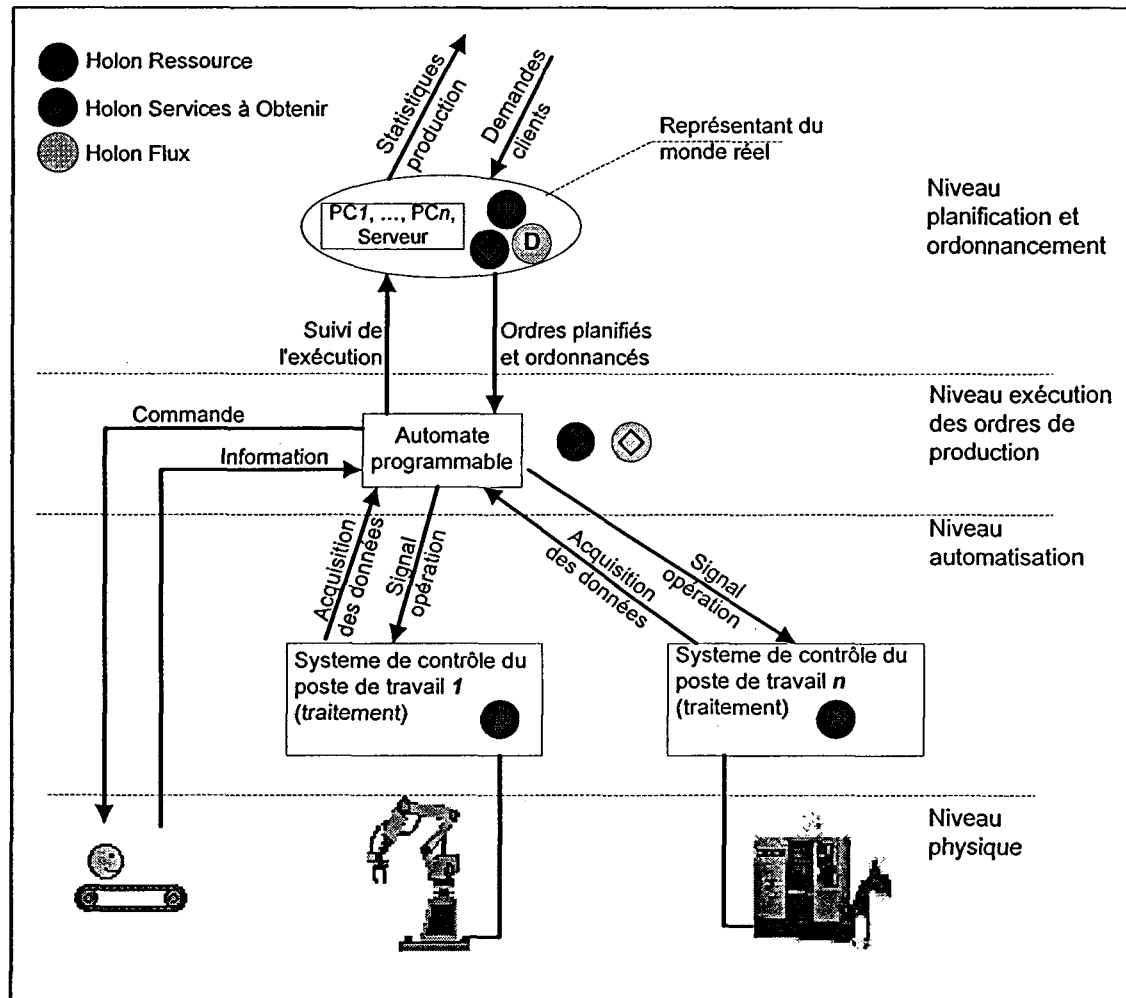 Holon Ressource
Holon Services à Obtenir
Holon Flux
Statistiques
production
Demandes
clients
Représentant du
monde réel
PC1, ..., PCn,
Serveur
D
Niveau
planification et
ordonnancement
Suivi de
l'exécution
Ordres planifiés
et ordonnancés
Niveau exécution
des ordres de
production
Commande
Information
Automate
programmable
Niveau
automatisation
Acquisition
des données
Signal
opération
Acquisition
des données
Signal
opération
Systeme de contrôle du
poste de travail 1
(traitement)
Systeme de contrôle du
poste de travail n
(traitement)
Niveau
physique